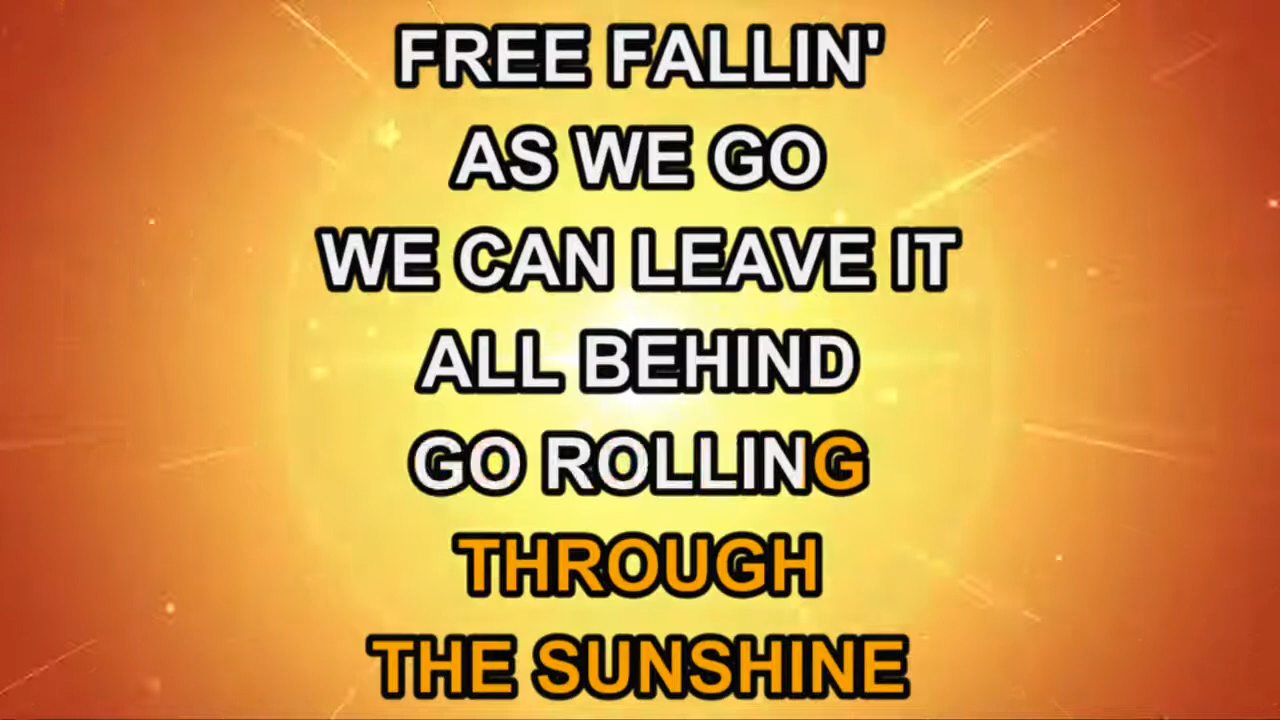 FREE FALLIN'
AS WE GO
WE CAN LEAVE IT
ALL BEHIND
GO ROLLING
THROUGH
THE SUNSHINE